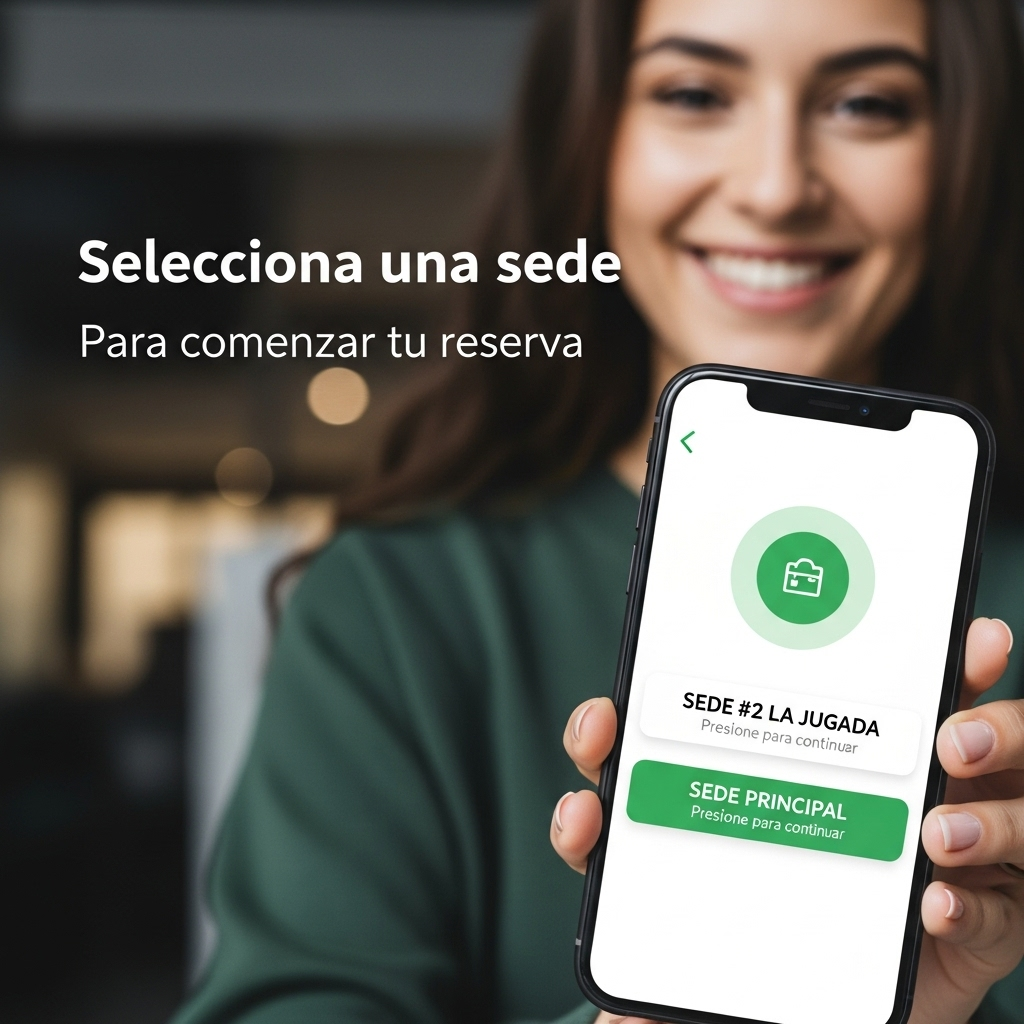 Selecciona una sede
Para comenzar tu reserva
SEDE #2 LA JUGADA
Presione para continuar
SEDE PRINCIPAL
Presione para continuar